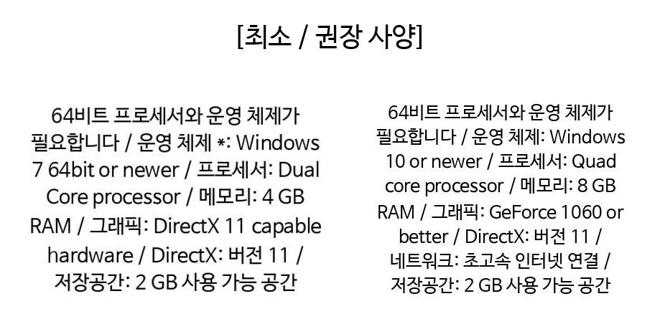 [최소 / 권장 사양]
64비트 프로세서와 운영 체제가
필요합니다 / 운영 체제 *: Windows
7 64bit or newer / 프로세서: Dual
Core processor / 메모리: 4 GB
RAM / 그래픽: DirectX 11 capable
hardware / DirectX: 버전 11 /
저장공간: 2 GB 사용 가능 공간
64비트 프로세서와 운영 체제가
필요합니다 / 운영 체제: Windows
10 or newer / 프로세서: Quad
core processor / 메모리: 8 GB
RAM / 그래픽: GeForce 1060 or
better / DirectX: 버전 11 /
네트워크: 초고속 인터넷 연결 /
저장공간: 2 GB 사용 가능 공간